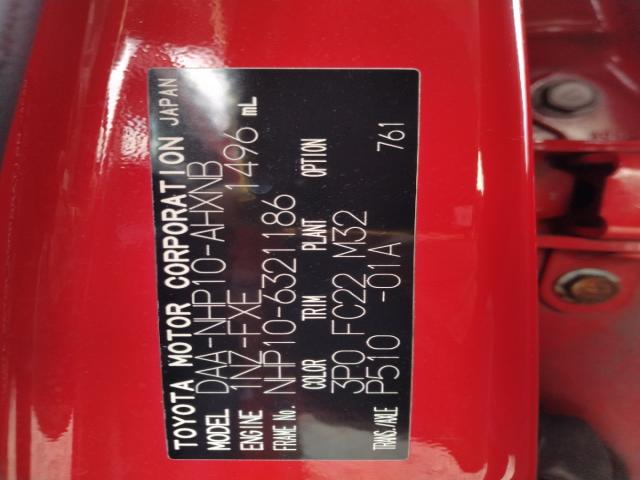 TOYOTA MOTOR CORPORATION JAPAN
MODEL DAA-NHP10-AHXNB
ENGINE 1NZ-FXE 1496 mL
FRAME No. NHP10-6321186
COLOR TRIM PLANT OPTION
3P0 FC22 M32 761
TRANS./AXLE P510 -01A